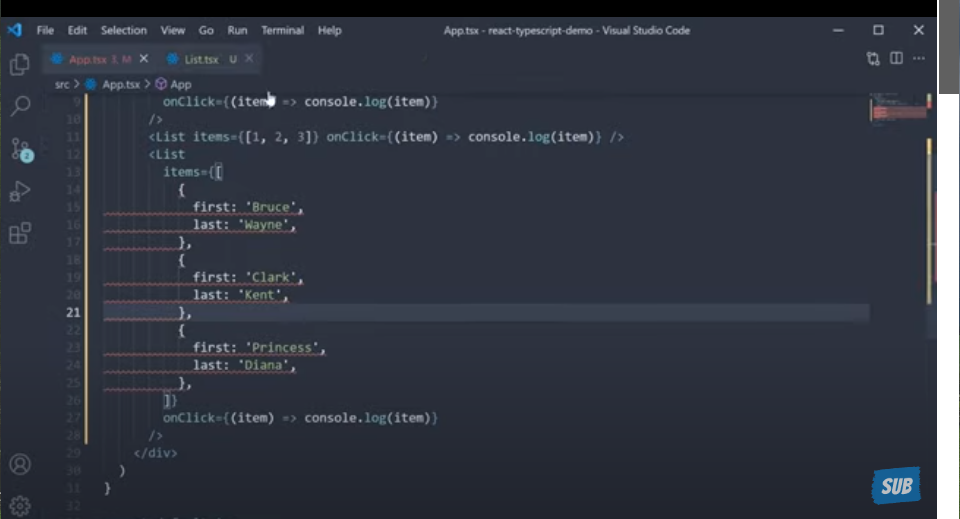 File Edit Selection View Go Run Terminal Help App.tsx - react-typescript-demo - Visual Studio Code
App.tsx 3, M List.tsx U
src > App.tsx > App
9 onClick={(item) => console.log(item)}
10 />
11 <List items={[1, 2, 3]} onClick={(item) => console.log(item)} />
12 <List
13 items={[
14 {
15 first: 'Bruce',
16 last: 'Wayne',
17 },
18 {
19 first: 'Clark',
20 last: 'Kent',
21 },
22 {
23 first: 'Princess',
24 last: 'Diana',
25 },
26 ]}
27 onClick={(item) => console.log(item)}
28 />
29 </div>
30 )
31 }
32
2
SUB